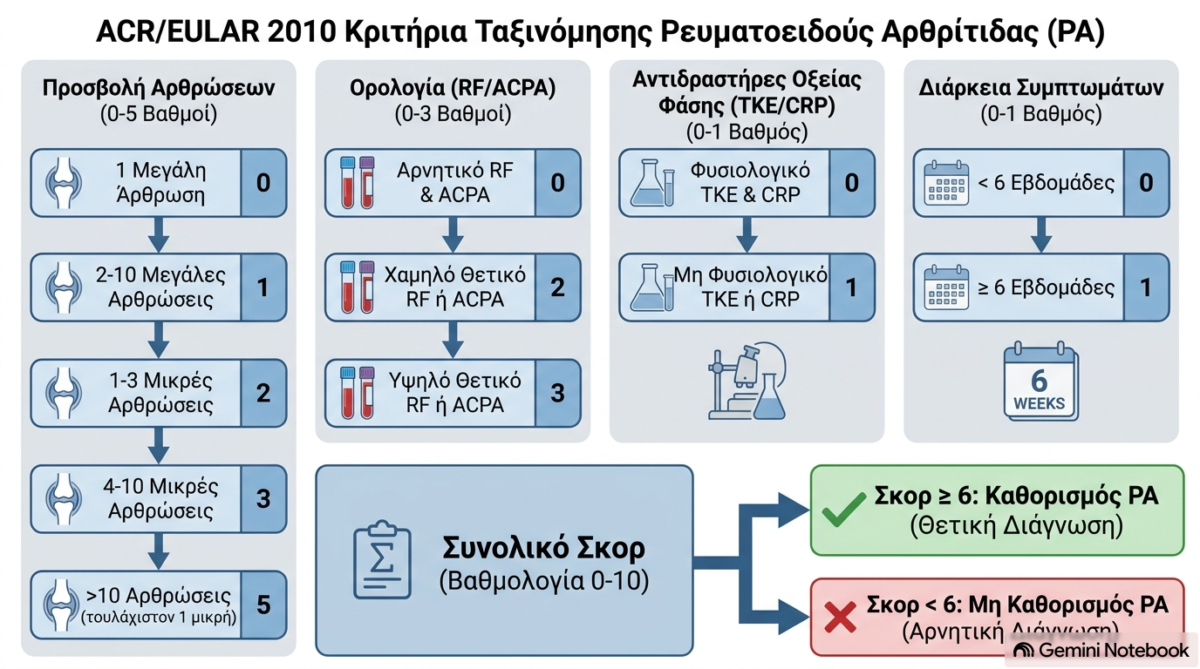 ACR/EULAR 2010 Κριτήρια Ταξινόμησης Ρευματοειδούς Αρθρίτιδας (ΡΑ)
Προσβολή Αρθρώσεων
(0-5 Βαθμοί)
1 Μεγάλη
Άρθρωση
0
2-10 Μεγάλες
Αρθρώσεις
1
1-3 Μικρές
Αρθρώσεις
2
4-10 Μικρές
Αρθρώσεις
3
>10 Αρθρώσεις
(τουλάχιστον 1 μικρή)
5
Ορολογία (RF/ACPA)
(0-3 Βαθμοί)
Αρνητικό RF
& ACPA
0
Χαμηλό Θετικό
RF ή ACPA
2
Υψηλό Θετικό
RF ή ACPA
3
Αντιδραστήρες Οξείας
Φάσης (ΤΚΕ/CRP)
(0-1 Βαθμός)
Φυσιολογικό
ΤΚΕ & CRP
0
Μη Φυσιολογικό
ΤΚΕ ή CRP
1
Διάρκεια Συμπτωμάτων
(0-1 Βαθμός)
< 6 Εβδομάδες
0
≥ 6 Εβδομάδες
1
6
WEEKS
Σ
Συνολικό Σκορ
(Βαθμολογία 0-10)
Σκορ ≥ 6: Καθορισμός ΡΑ
(Θετική Διάγνωση)
Σκορ < 6: Μη Καθορισμός ΡΑ
(Αρνητική Διάγνωση)
Gemini Notebook